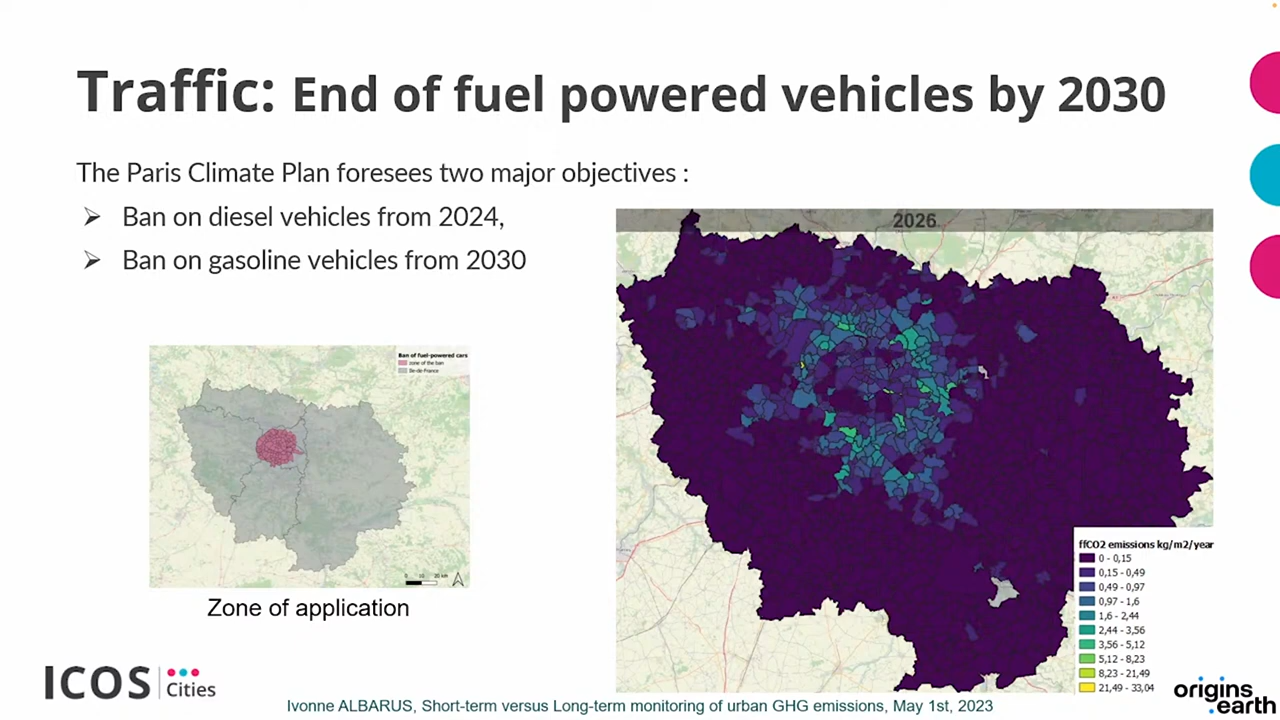 Traffic: End of fuel powered vehicles by 2030
The Paris Climate Plan foresees two major objectives :
➢ Ban on diesel vehicles from 2024,
➢ Ban on gasoline vehicles from 2030
2026
Ban of fuel-powered cars
zone of the ban
Ile-de-France
0 10 20 km
Zone of application
ffCO2 emissions kg/m2/year
0 - 0,15
0,15 - 0,49
0,49 - 0,97
0,97 - 1,6
1,6 - 2,44
2,44 - 3,56
3,56 - 5,12
5,12 - 8,23
8,23 - 21,49
21,49 - 33,04
ICOS Cities
Ivonne ALBARUS, Short-term versus Long-term monitoring of urban GHG emissions, May 1st, 2023
origins
.earth